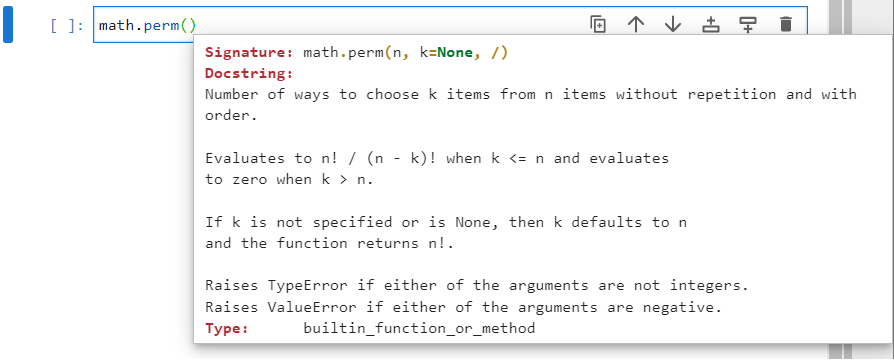 [ ]: math.perm()
Signature: math.perm(n, k=None, /)
Docstring:
Number of ways to choose k items from n items without repetition and with
order.
Evaluates to n! / (n - k)! when k <= n and evaluates
to zero when k > n.
If k is not specified or is None, then k defaults to n
and the function returns n!.
Raises TypeError if either of the arguments are not integers.
Raises ValueError if either of the arguments are negative.
Type: builtin_function_or_method